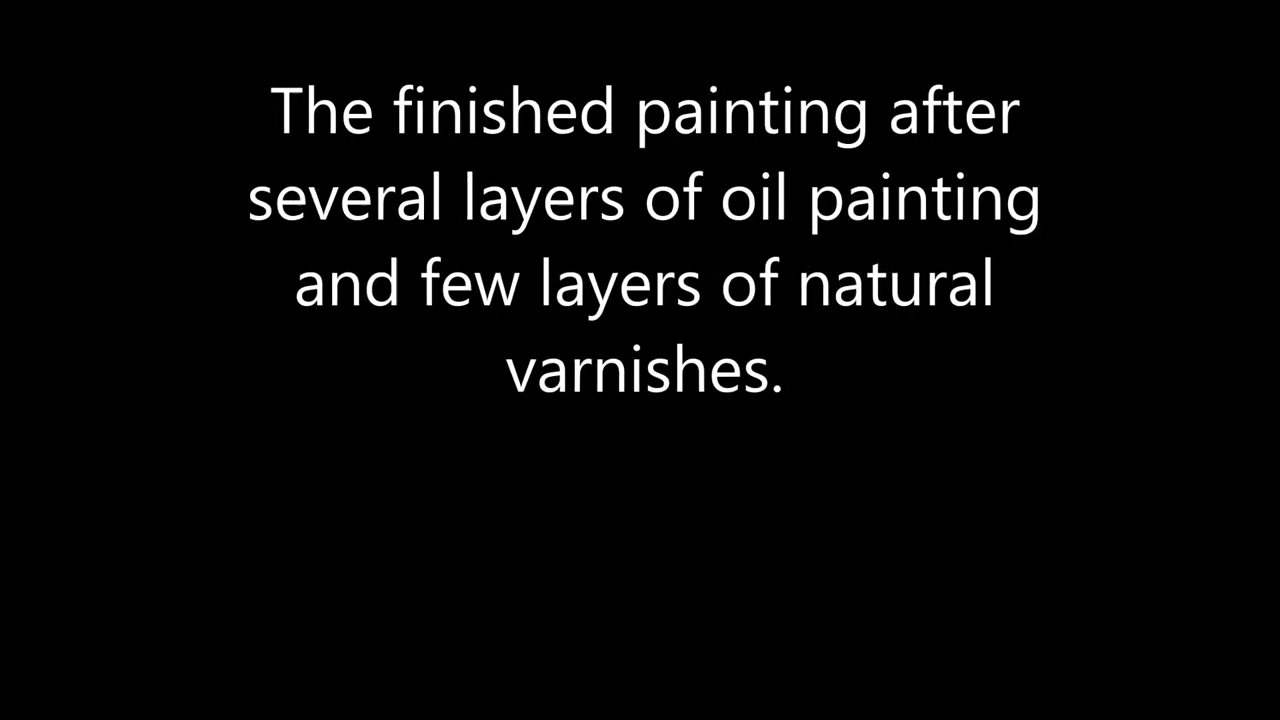 The finished painting after
several layers of oil painting
and few layers of natural
varnishes.